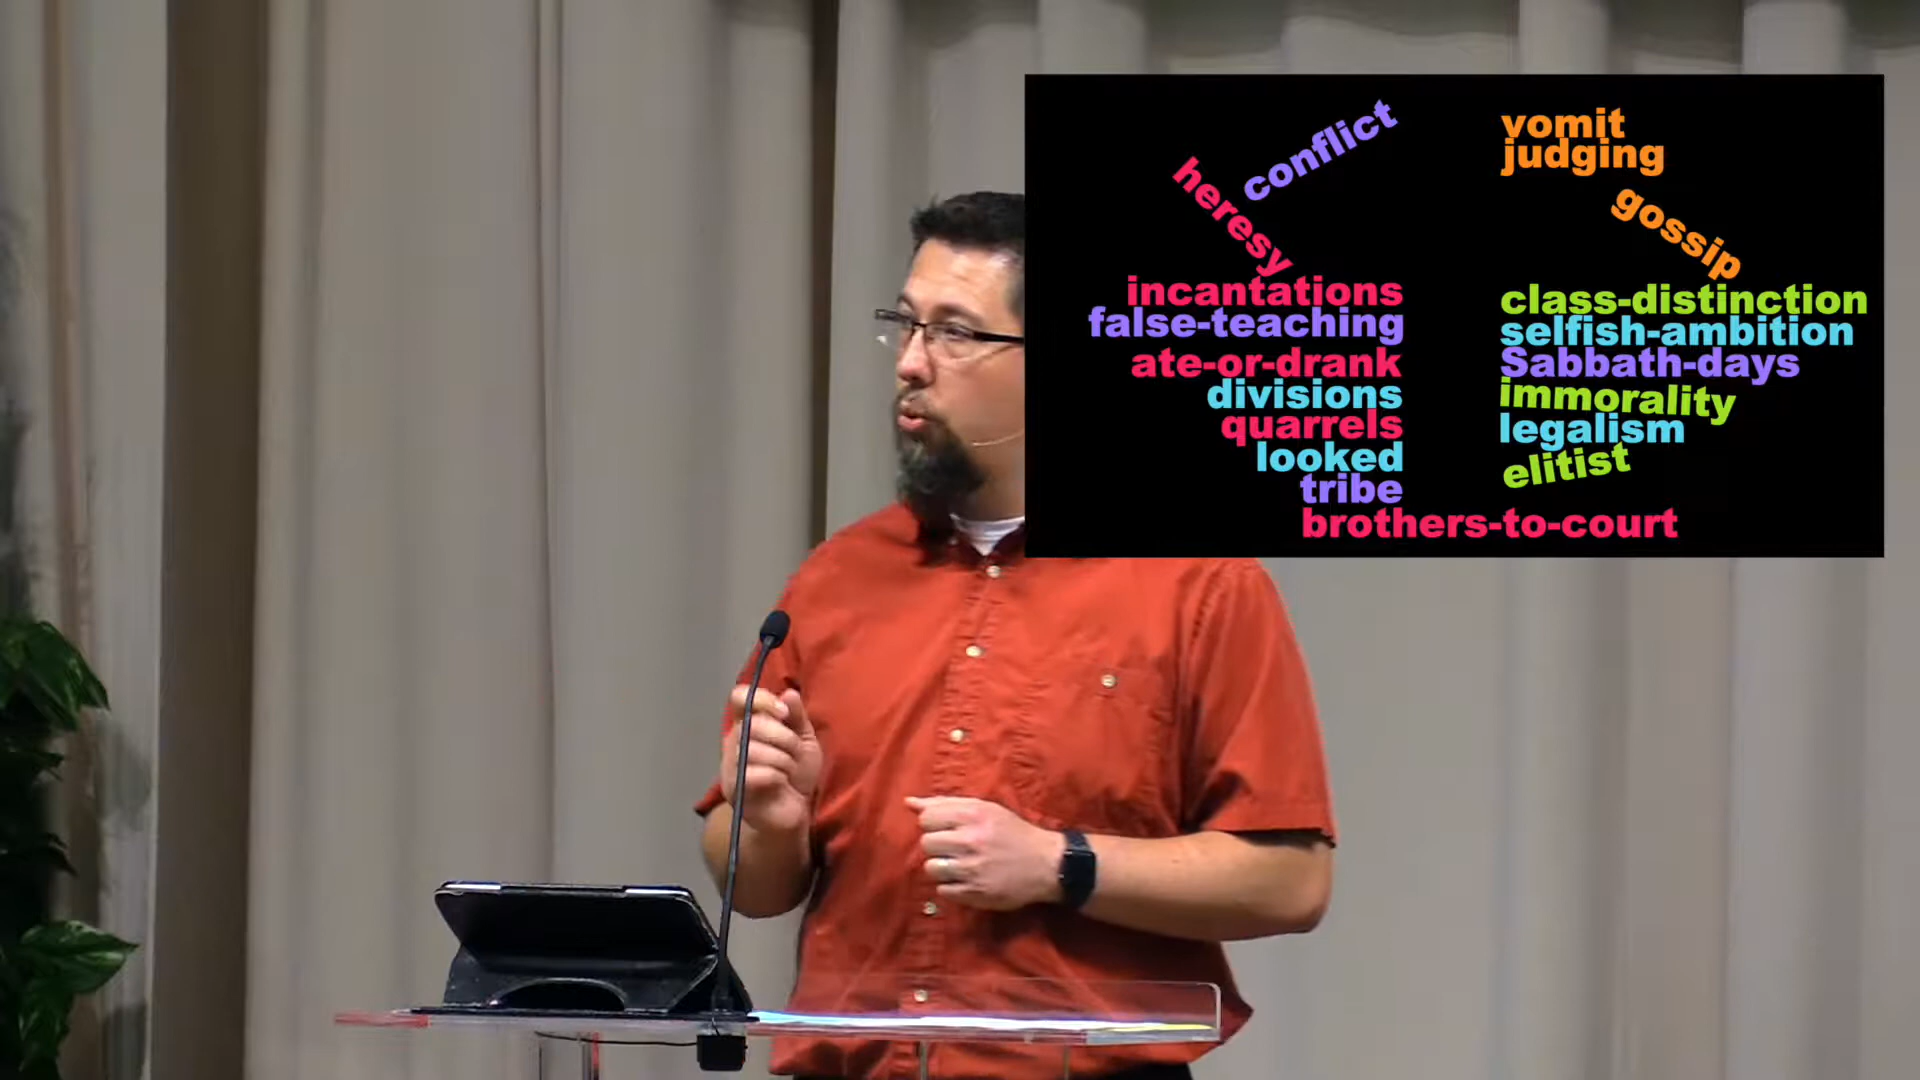 conflict
heresy
incantations
false-teaching
ate-or-drank
divisions
quarrels
looked
tribe
vomit
judging
gossip
class-distinction
selfish-ambition
Sabbath-days
immorality
legalism
elitist
brothers-to-court